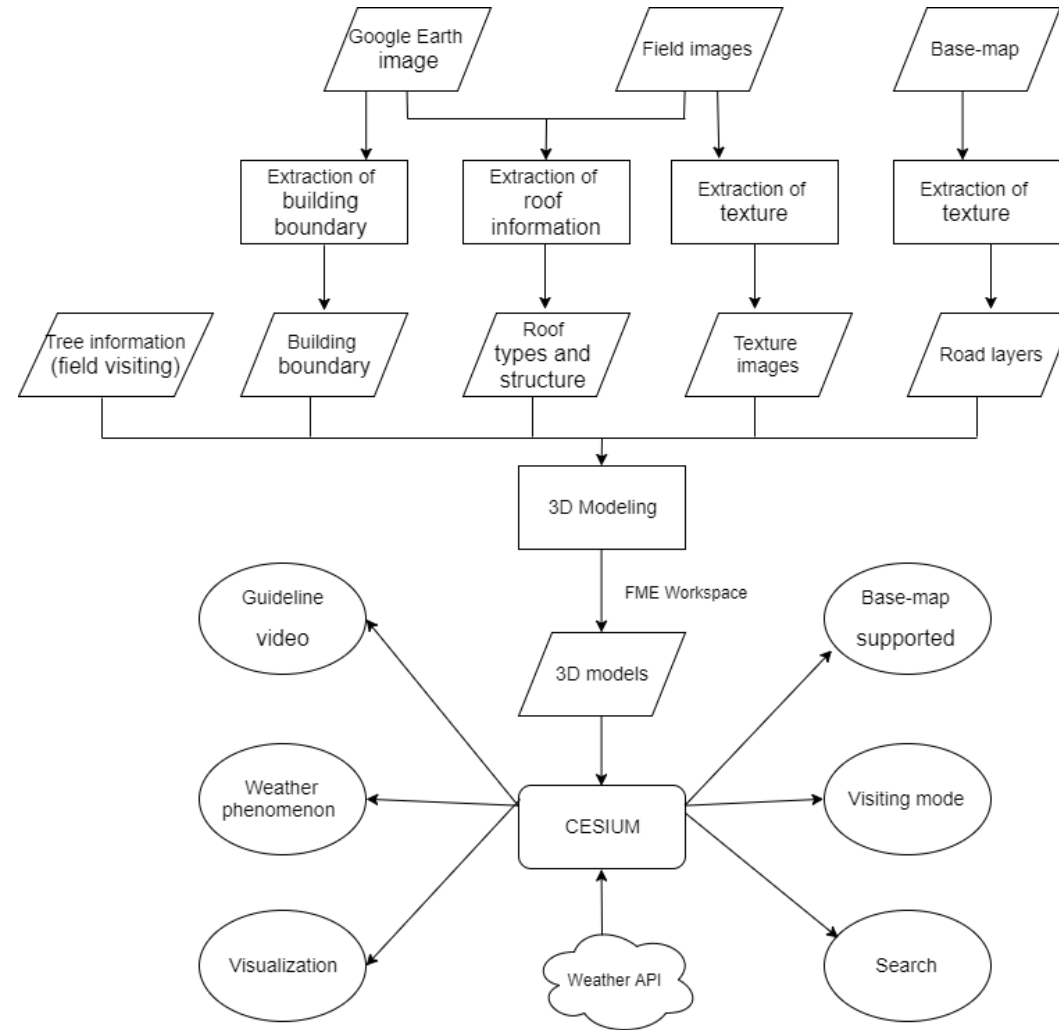 Google Earth
image
Field images
Base-map
Extraction of
building
boundary
Extraction of
roof
information
Extraction of
texture
Extraction of
texture
Tree information
(field visiting)
Building
boundary
Roof
types and
structure
Texture
images
Road layers
3D Modeling
FME Workspace
3D models
Guideline
video
Base-map
supported
Weather
phenomenon
CESIUM
Visiting mode
Visualization
Weather API
Search